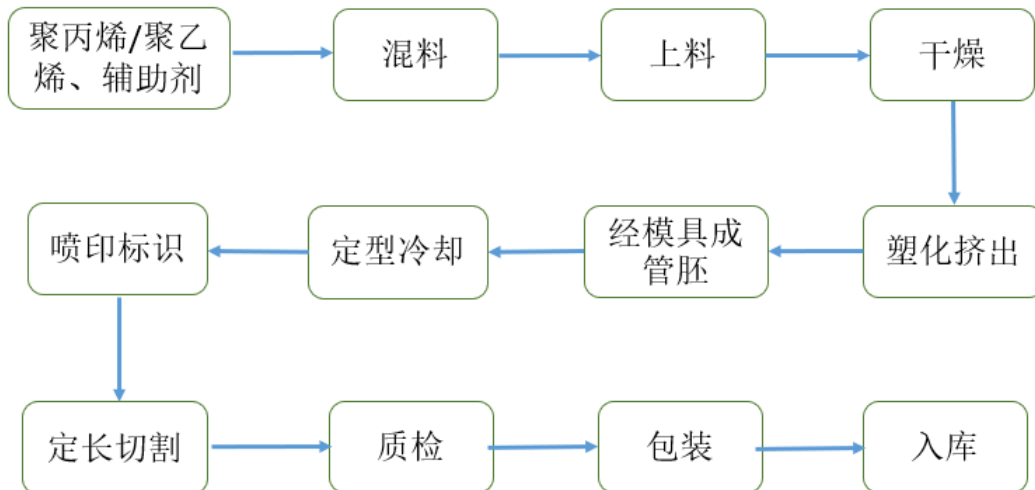 聚丙烯/聚乙
烯、辅助剂
混料
上料
干燥
塑化挤出
经模具成
管胚
定型冷却
喷印标识
定长切割
质检
包装
入库